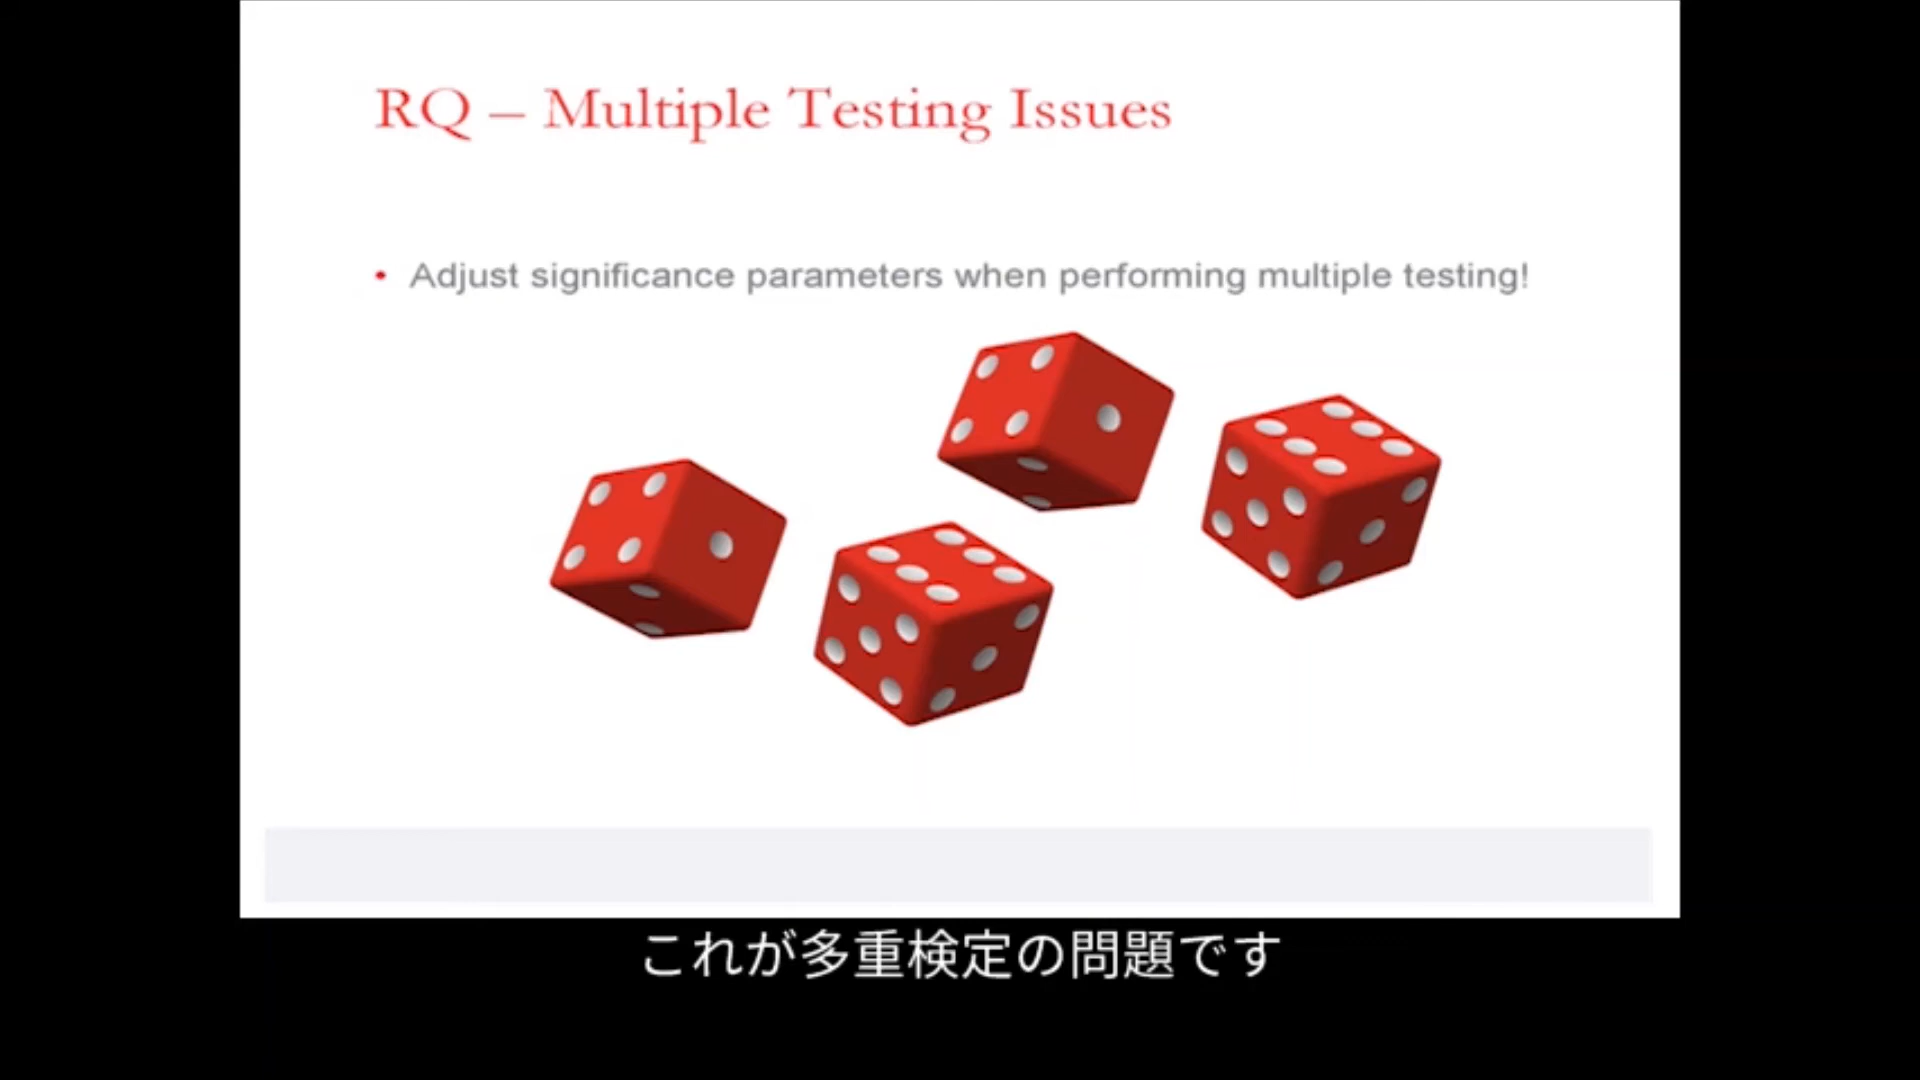 RQ – Multiple Testing Issues
• Adjust significance parameters when performing multiple testing!
これが多重検定の問題です